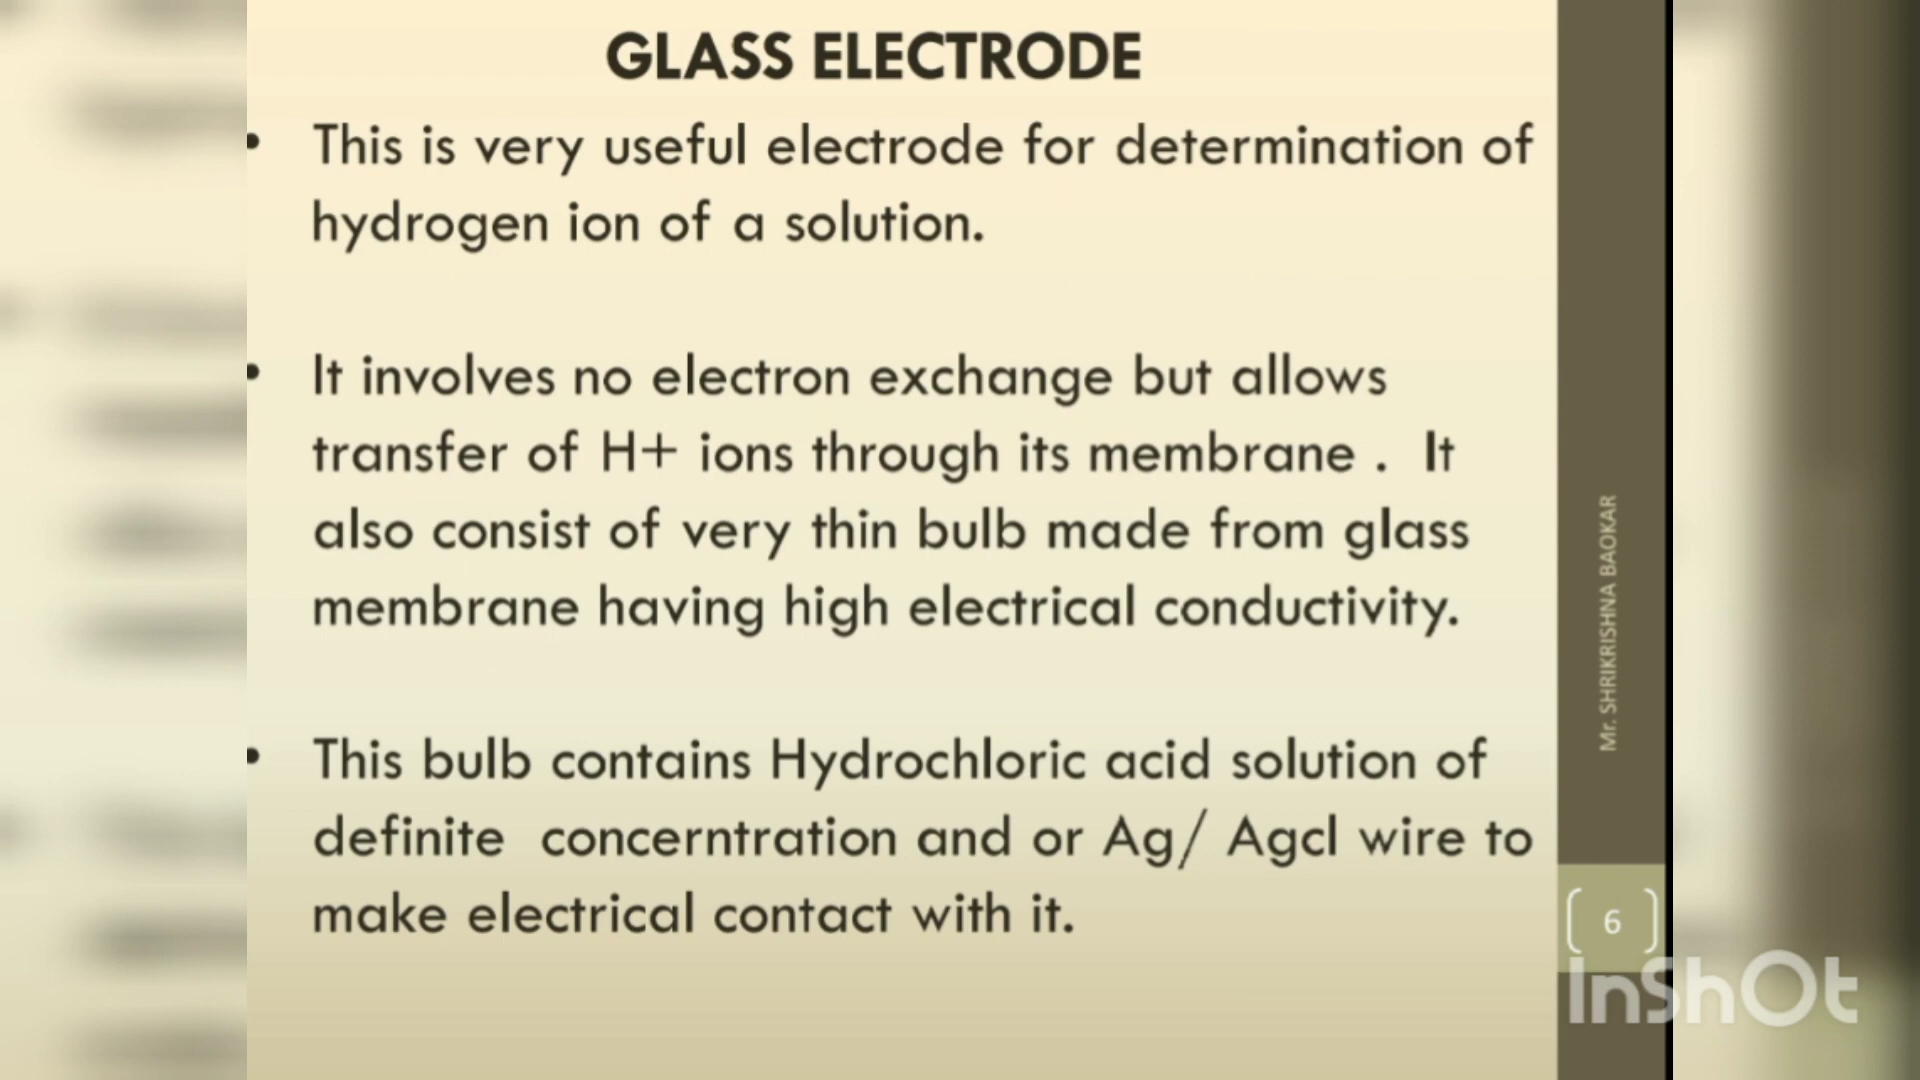 GLASS ELECTRODE
• This is very useful electrode for determination of
hydrogen ion of a solution.
• It involves no electron exchange but allows
transfer of H+ ions through its membrane . It
also consist of very thin bulb made from glass
membrane having high electrical conductivity.
• This bulb contains Hydrochloric acid solution of
definite concerntration and or Ag/ Agcl wire to
make electrical contact with it.
Mr. SHRIKRISHNA BAOKAR
6
InShOt